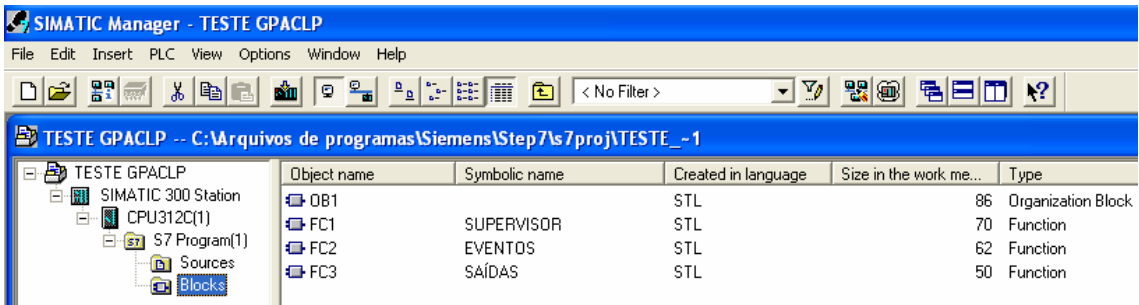 SIMATIC Manager - TESTE GPACLP
File Edit Insert PLC View Options Window Help
< No Filter >
TESTE GPACLP -- C:\Arquivos de programas\Siemens\Step7\s7proj\TESTE_~1
TESTE GPACLP
SIMATIC 300 Station
CPU312C(1)
S7 Program(1)
Sources
Blocks
Object name Symbolic name Created in language Size in the work me... Type
OB1 STL 86 Organization Block
FC1 SUPERVISOR STL 70 Function
FC2 EVENTOS STL 62 Function
FC3 SAÍDAS STL 50 Function